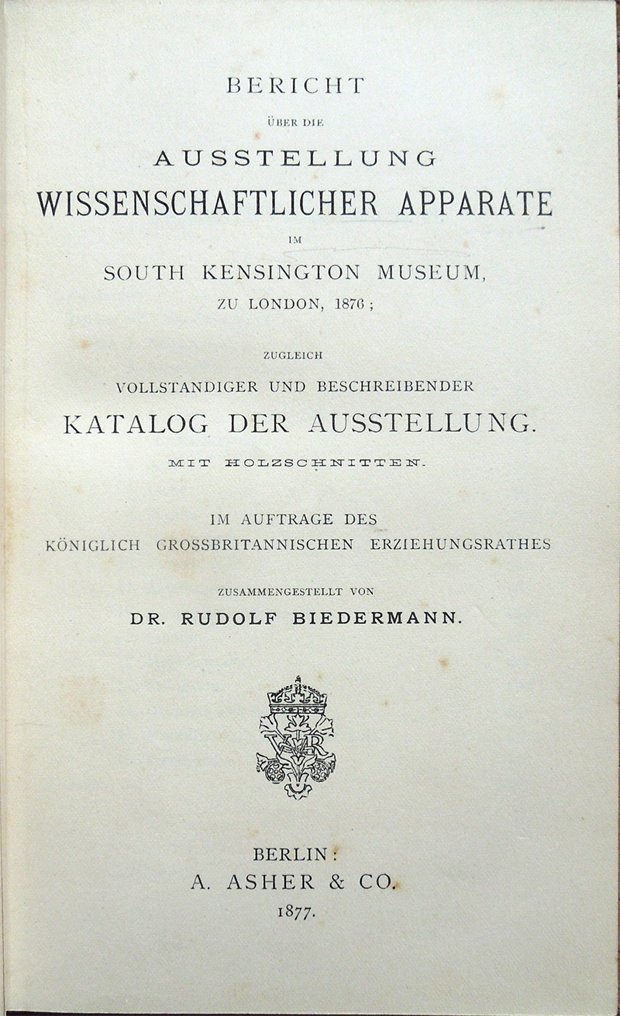 BERICHT
ÜBER DIE
AUSSTELLUNG
WISSENSCHAFTLICHER APPARATE
IM
SOUTH KENSINGTON MUSEUM,
ZU LONDON, 1876;
ZUGLEICH
VOLLSTANDIGER UND BESCHREIBENDER
KATALOG DER AUSSTELLUNG.
MIT HOLZSCHNITTEN.
IM AUFTRAGE DES
KÖNIGLICH GROSSBRITANNISCHEN ERZIEHUNGSRATHES
ZUSAMMENGESTELLT VON
DR. RUDOLF BIEDERMANN.
VR
BERLIN:
A. ASHER & CO.
1877.